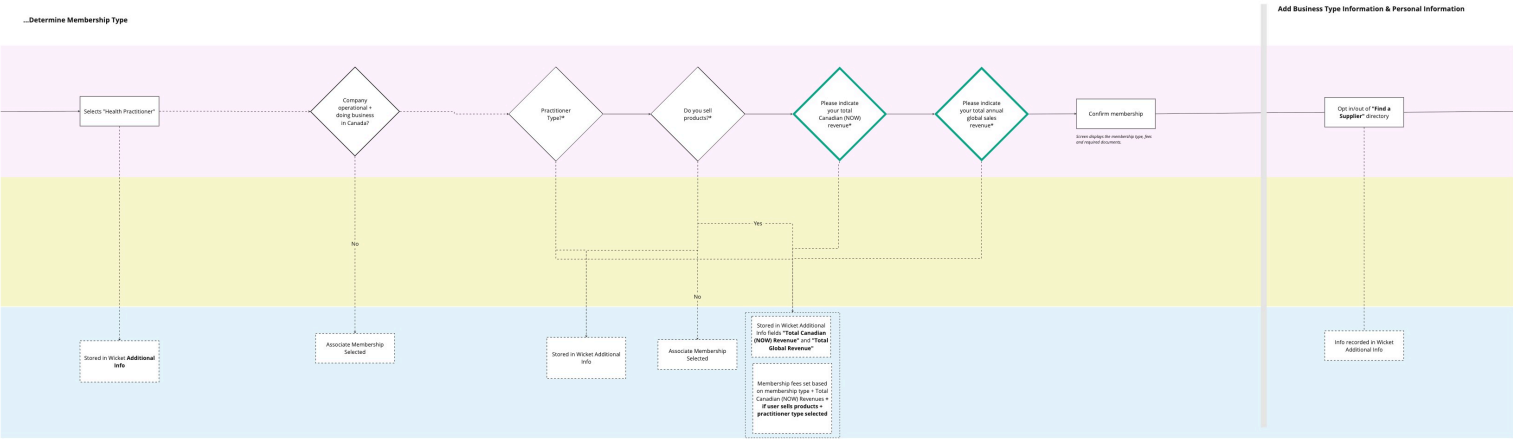 ...Determine Membership Type
Add Business Type Information & Personal Information
Selects "Health Practitioner"
Company
operational +
doing business
in Canada?
Practitioner
Type?*
Do you sell
products?*
Please indicate
your total
Canadian (NOW)
revenue*
Please indicate
your total annual
global sales
revenue*
Confirm membership
Screen displays the membership type, fees
and required documents.
Opt in/out of "Find a
Supplier" directory
Yes
No
No
Stored in Wicket Additional
Info
Associate Membership
Selected
Stored in Wicket Additional
Info
Associate Membership
Selected
Stored in Wicket Additional
Info fields "Total Canadian
(NOW) Revenue" and "Total
Global Revenue"
Membership fees set based
on membership type + Total
Canadian (NOW) Revenues +
if user sells products +
practitioner type selected
Info recorded in Wicket
Additional Info